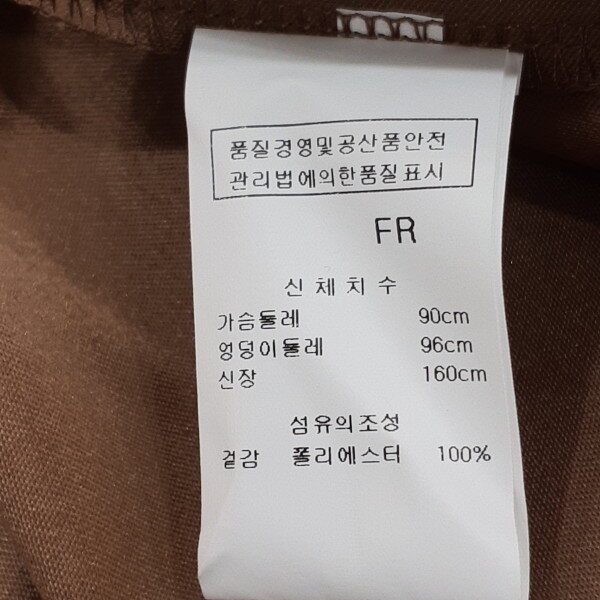 품질경영및공산품안전
관리법에의한품질표시
FR
신체치수
가슴둘레 90cm
엉덩이둘레 96cm
신장 160cm
섬유의조성
겉감 폴리에스터 100%